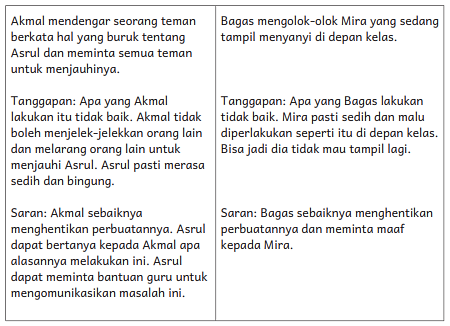 Akmal mendengar seorang teman
berkata hal yang buruk tentang
Asrul dan meminta semua teman
untuk menjauhinya.
Tanggapan: Apa yang Akmal
lakukan itu tidak baik. Akmal tidak
boleh menjelek-jelekkan orang lain
dan melarang orang lain untuk
menjauhi Asrul. Asrul pasti merasa
sedih dan bingung.
Saran: Akmal sebaiknya
menghentikan perbuatannya. Asrul
dapat bertanya kepada Akmal apa
alasannya melakukan ini. Asrul
dapat meminta bantuan guru untuk
mengomunikasikan masalah ini.
Bagas mengolok-olok Mira yang sedang
tampil menyanyi di depan kelas.
Tanggapan: Apa yang Bagas lakukan
tidak baik. Mira pasti sedih dan malu
diperlakukan seperti itu di depan kelas.
Bisa jadi dia tidak mau tampil lagi.
Saran: Bagas sebaiknya menghentikan
perbuatannya dan meminta maaf
kepada Mira.